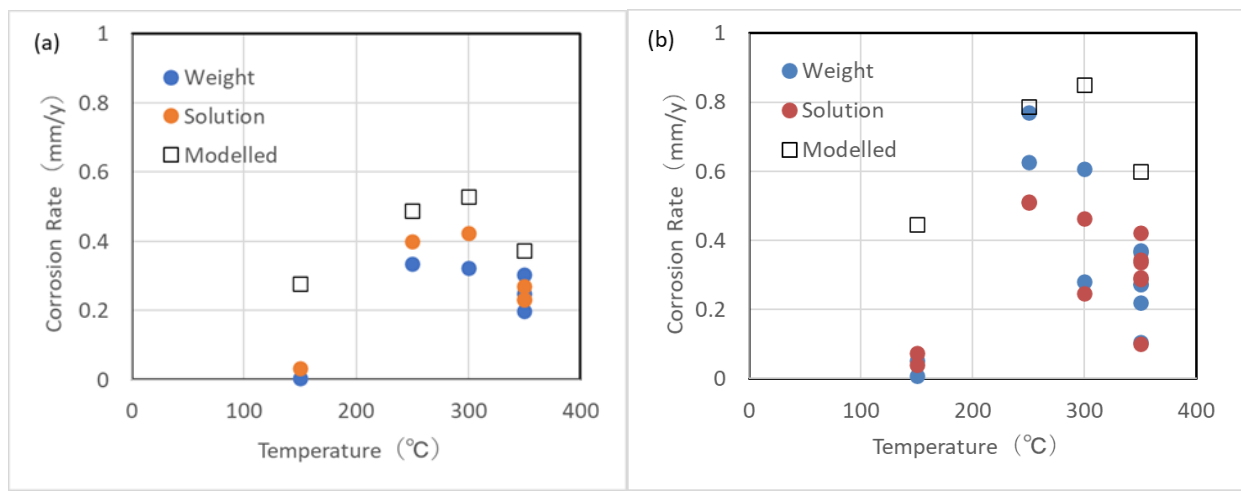 (a)
Weight
Solution
Modelled
Corrosion Rate（mm/y）
1
0.8
0.6
0.4
0.2
0
0 100 200 300 400
Temperature（℃）
(b)
Weight
Solution
Modelled
Corrosion Rate（mm/y）
1
0.8
0.6
0.4
0.2
0
0 100 200 300 400
Temperature（℃）